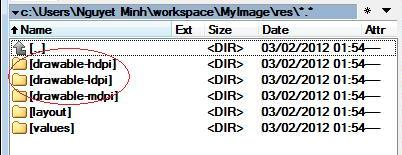 c:\Users\Nguyet Minh\workspace\MyImage\res\*.* * ▼
Name Ext Size Date Attr
[..] <DIR> 03/02/2012 01:54 —
[drawable-hdpi] <DIR> 03/02/2012 01:54 —
[drawable-ldpi] <DIR> 03/02/2012 01:54 —
[drawable-mdpi] <DIR> 03/02/2012 01:54 —
[layout] <DIR> 03/02/2012 01:54 —
[values] <DIR> 03/02/2012 01:54 —